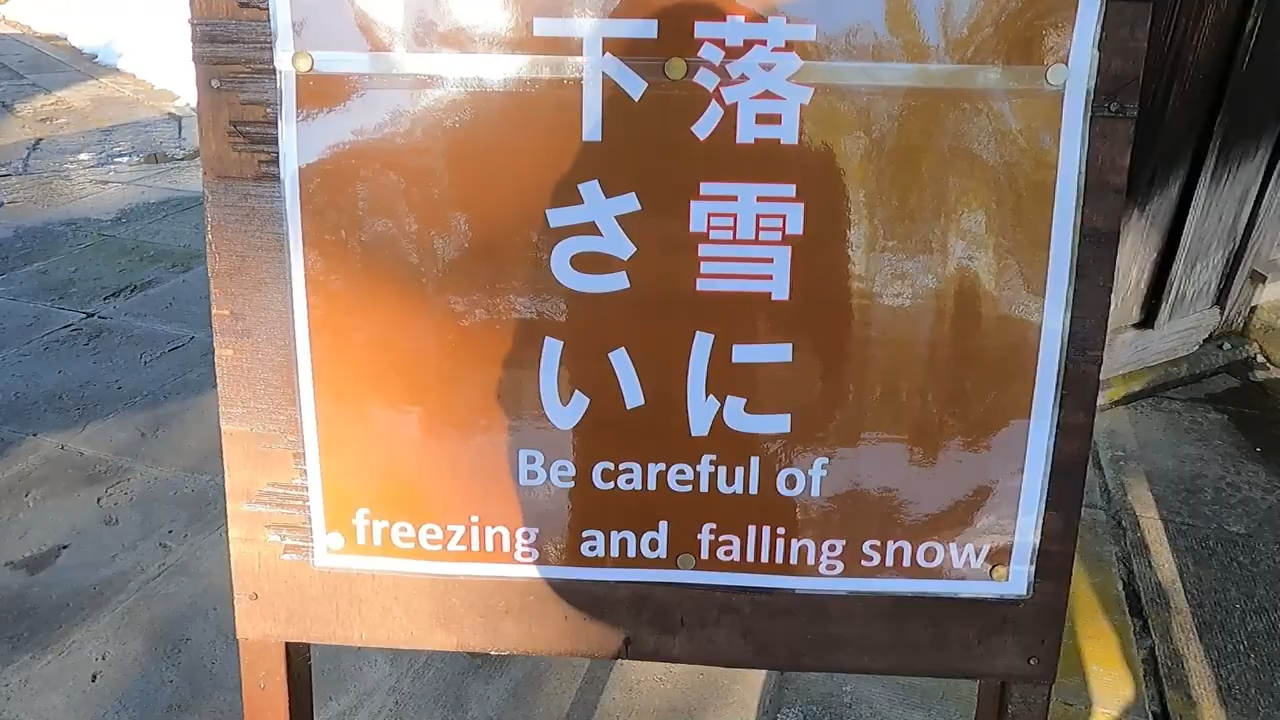 落雪に
下さい
Be careful of
freezing and falling snow